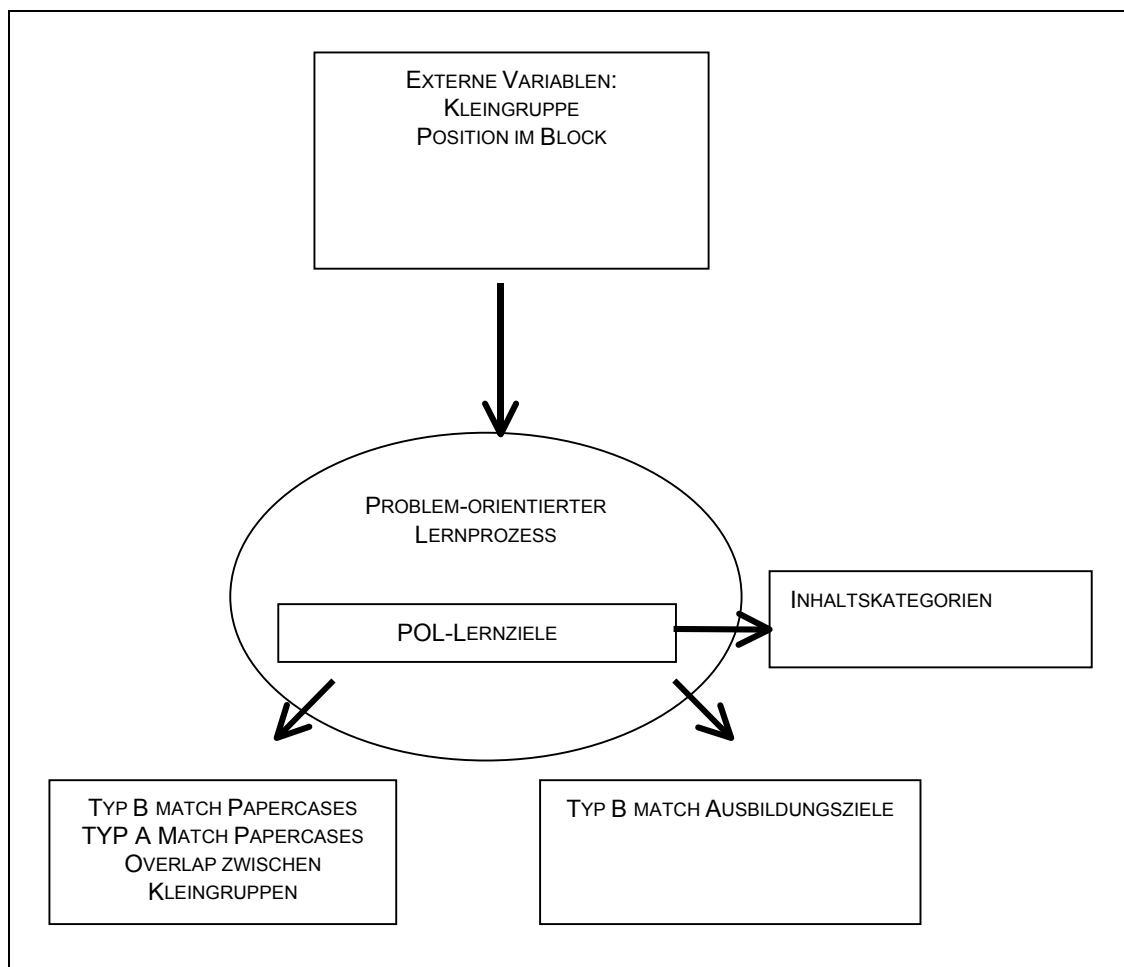 EXTERNE VARIABLEN:
KLEINGRUPPE
POSITION IM BLOCK
PROBLEM-ORIENTIERTER
LERNPROZESS
INHALTSKATEGORIEN
POL-LERNZIELE
TYP B MATCH PAPERCASES
TYP A MATCH PAPERCASES
OVERLAP ZWISCHEN
KLEINGRUPPEN
TYP B MATCH AUSBILDUNGSZIELE